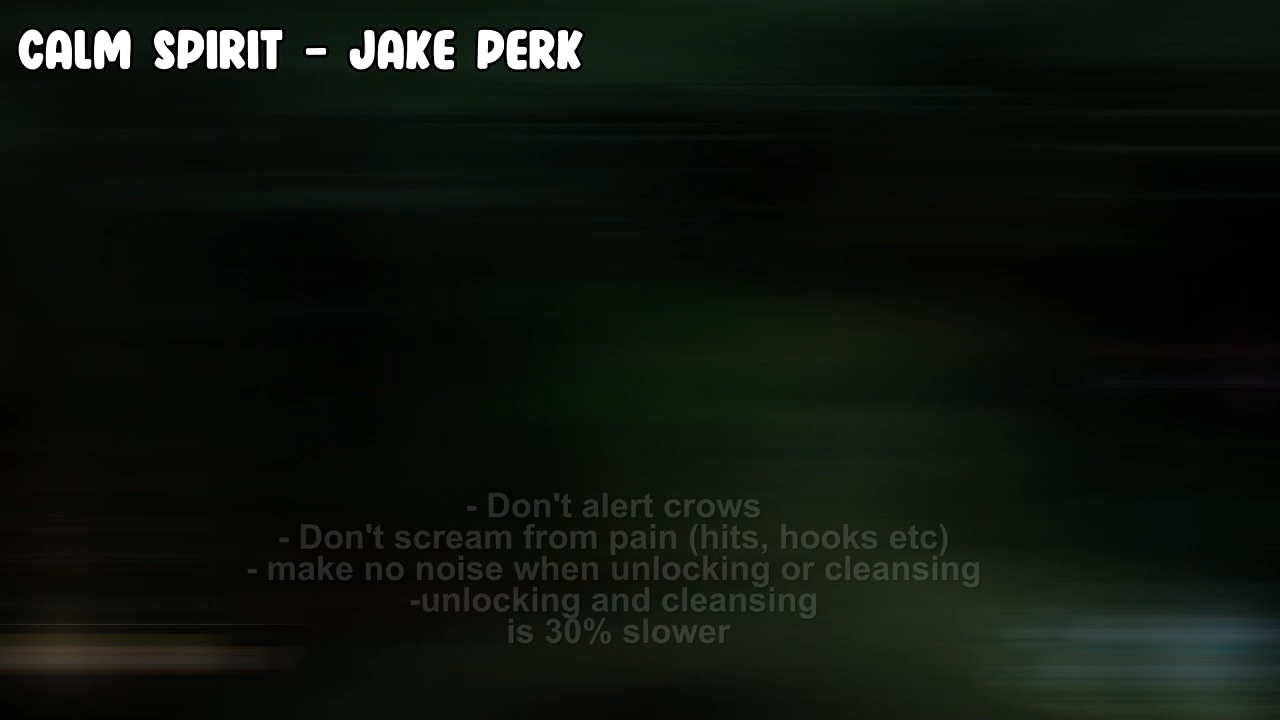 CALM SPIRIT - JAKE PERK
- Don't alert crows
- Don't scream from pain (hits, hooks etc)
- make no noise when unlocking or cleansing
-unlocking and cleansing
is 30% slower